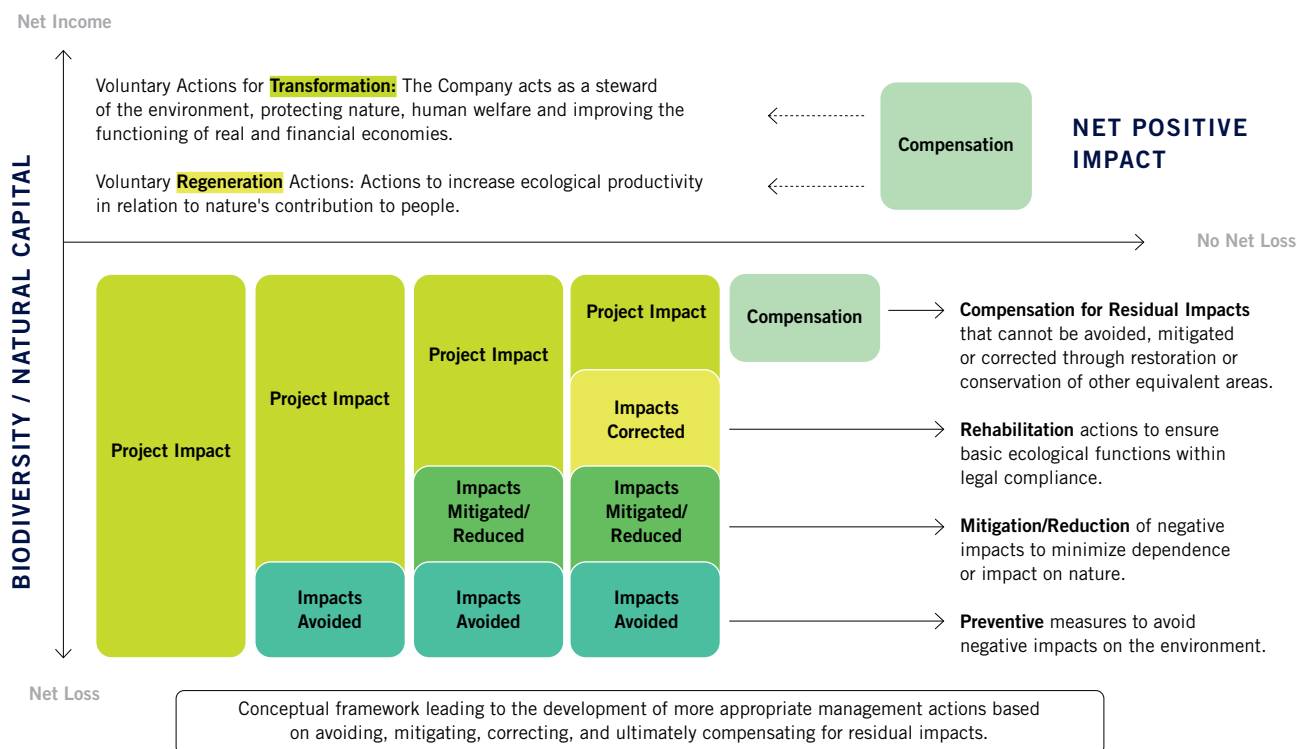 Net Income
Voluntary Actions for Transformation: The Company acts as a steward
of the environment, protecting nature, human welfare and improving the
functioning of real and financial economies.
Voluntary Regeneration Actions: Actions to increase ecological productivity
in relation to nature's contribution to people.
Compensation
NET POSITIVE
IMPACT
BIODIVERSITY / NATURAL CAPITAL
No Net Loss
Project Impact
Project Impact
Impacts
Avoided
Project Impact
Impacts
Mitigated/
Reduced
Impacts
Avoided
Project Impact
Impacts
Corrected
Impacts
Mitigated/
Reduced
Impacts
Avoided
Compensation
Compensation for Residual Impacts
that cannot be avoided, mitigated
or corrected through restoration or
conservation of other equivalent areas.
Rehabilitation actions to ensure
basic ecological functions within
legal compliance.
Mitigation/Reduction of negative
impacts to minimize dependence
or impact on nature.
Preventive measures to avoid
negative impacts on the environment.
Net Loss
Conceptual framework leading to the development of more appropriate management actions based
on avoiding, mitigating, correcting, and ultimately compensating for residual impacts.